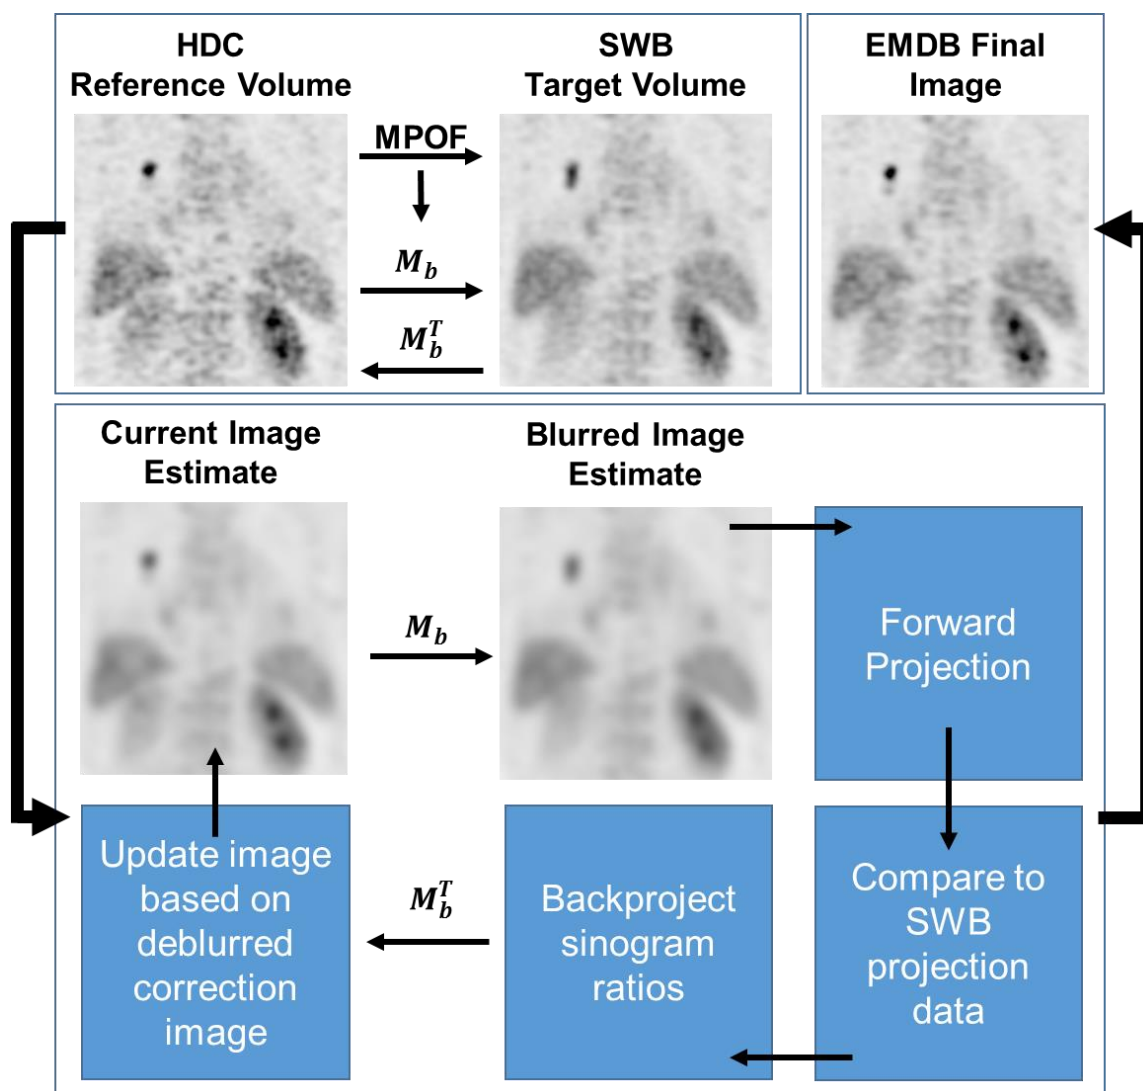 HDC
Reference Volume
SWB
Target Volume
EMDB Final
Image
MPOF
M_b
M_b^T
Current Image
Estimate
Blurred Image
Estimate
M_b
Forward
Projection
Update image
based on
deblurred
correction
image
M_b^T
Backproject
sinogram
ratios
Compare to
SWB
projection
data